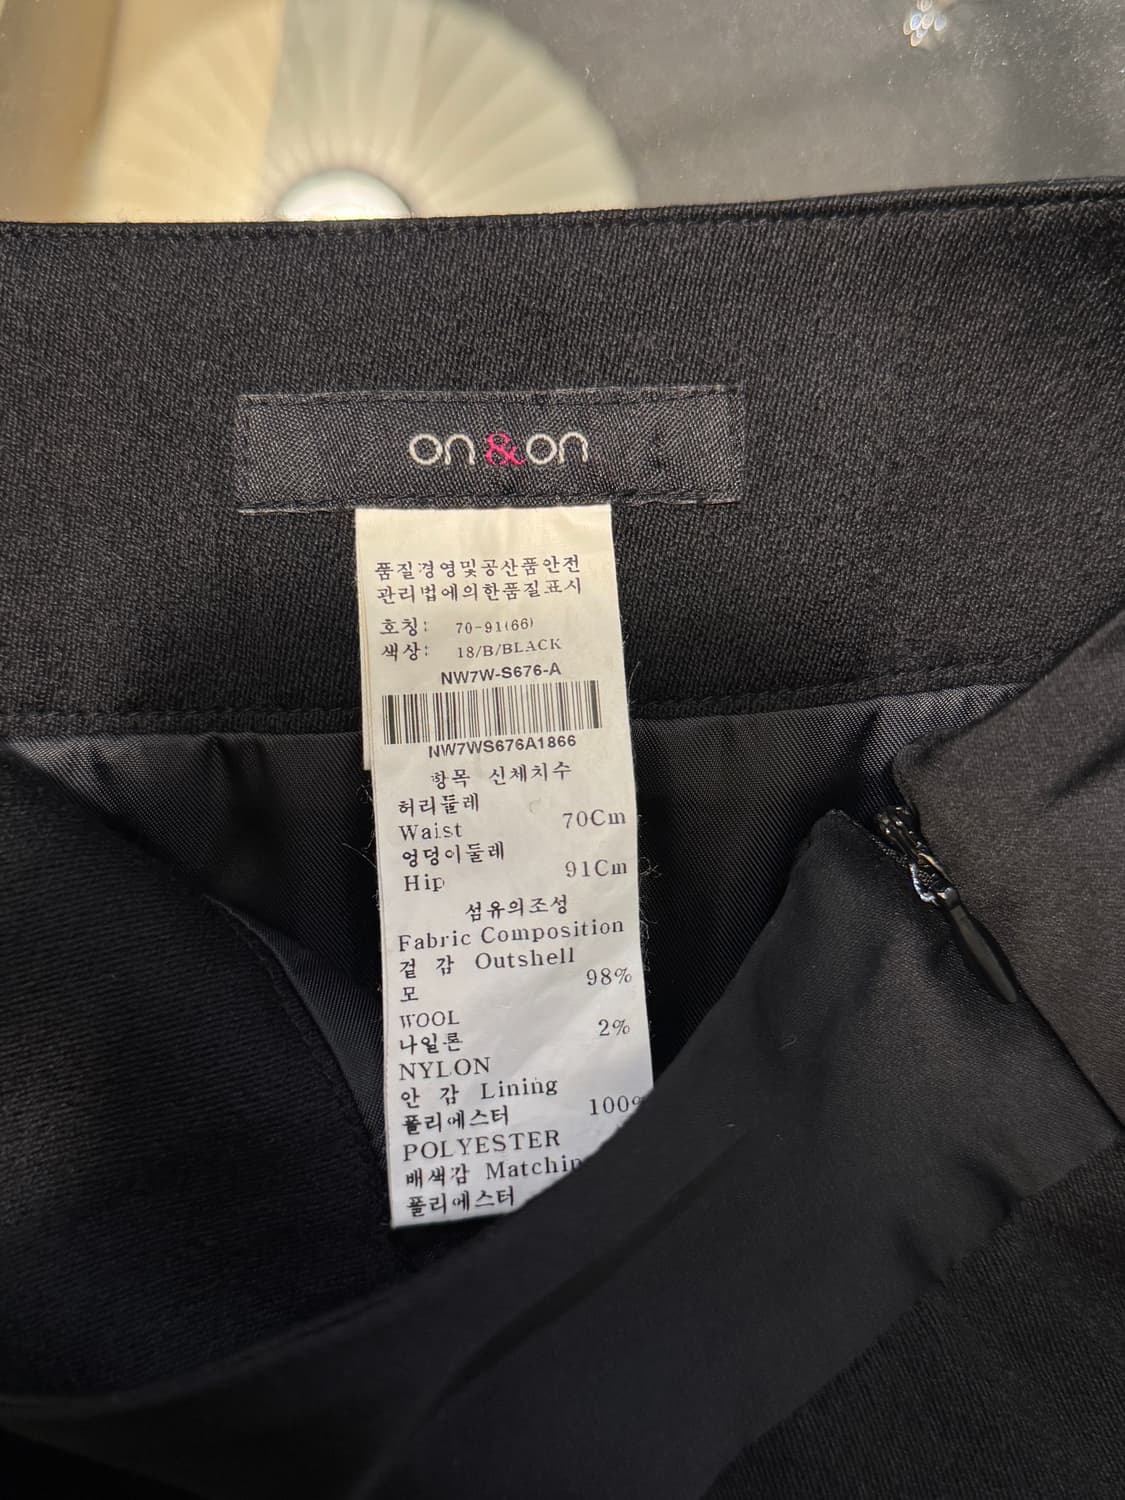 on&on
품질경영및공산품안전
관리법에의한품질표시
호칭: 70-91(66)
색상: 18/B/BLACK
NW7W-S676-A
NW7WS676A1866
항목 신체치수
허리둘레
Waist 70Cm
엉덩이둘레
Hip 91Cm
섬유의조성
Fabric Composition
겉 감 Outshell
모 98%
WOOL
나일론 2%
NYLON
안 감 Lining
폴리에스터 100%
POLYESTER
배색감 Matchin
폴리에스터